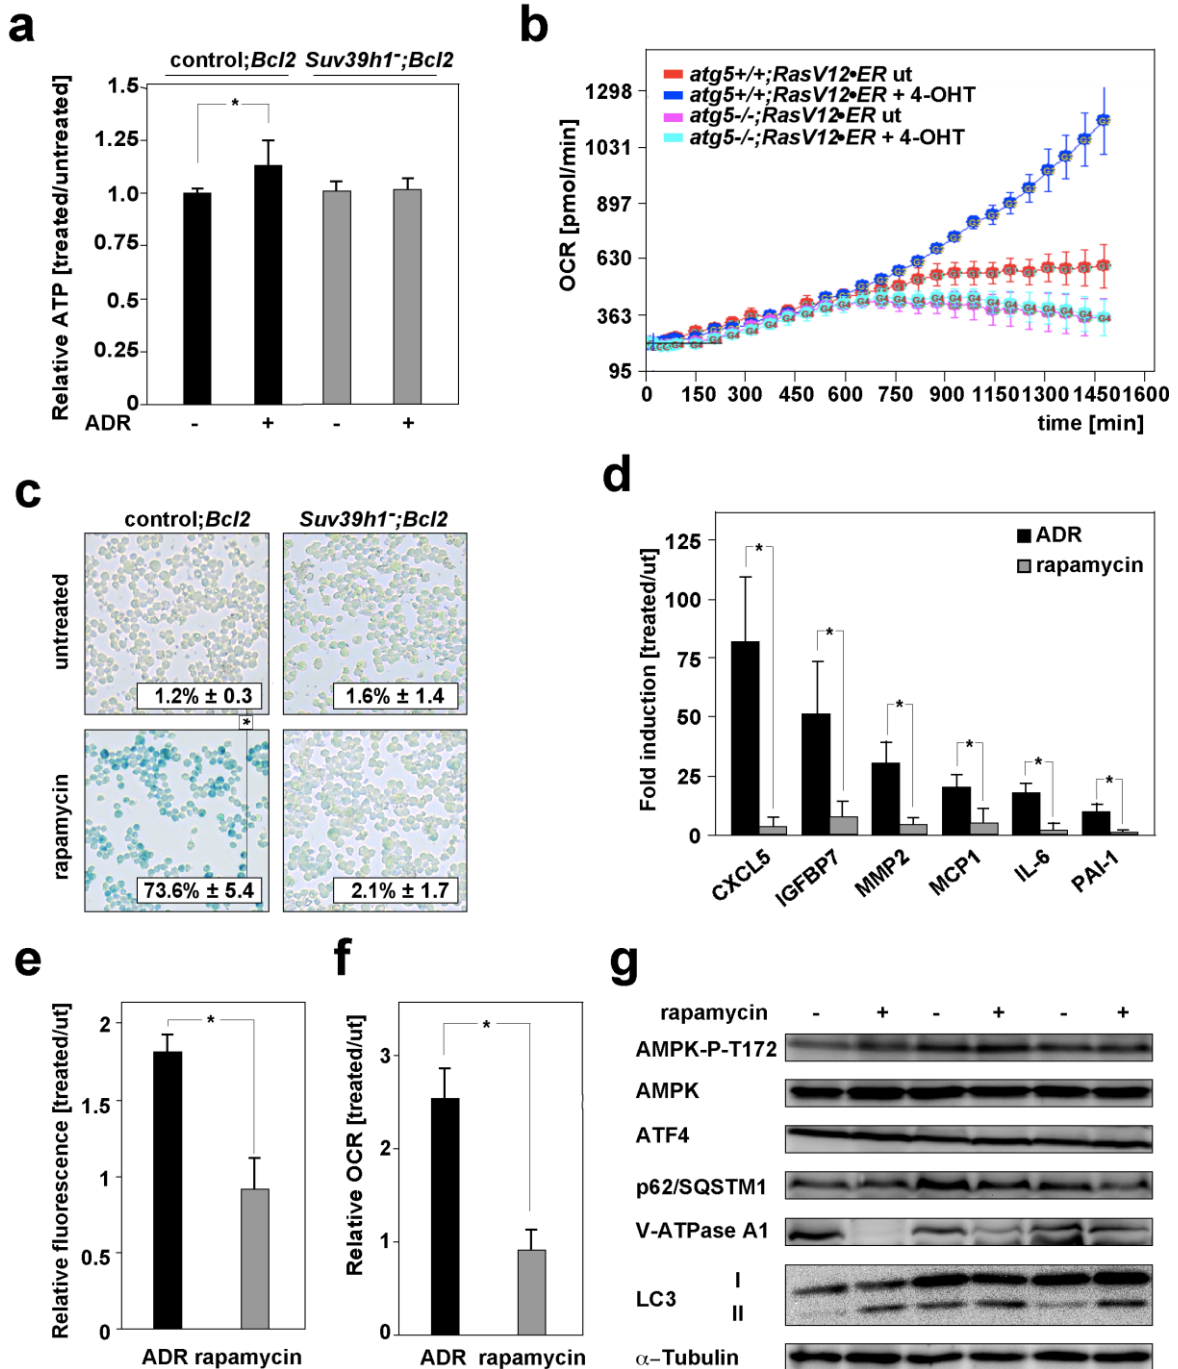 a
control;Bcl2 Suv39h1-;Bcl2
Relative ATP [treated/untreated]
1.5
1.25
1.0
0.75
0.5
0.25
0
*
ADR - + - +
b
atg5+/+;RasV12•ER ut
atg5+/+;RasV12•ER + 4-OHT
atg5-/-;RasV12•ER ut
atg5-/-;RasV12•ER + 4-OHT
OCR [pmol/min]
1298
1031
897
630
363
95
0 150 300 450 600 750 900 1150 1300 1450 1600
time [min]
c
control;Bcl2 Suv39h1-;Bcl2
untreated
1.2% ± 0.3 1.6% ± 1.4
*
rapamycin
73.6% ± 5.4 2.1% ± 1.7
d
Fold induction [treated/ut]
125
100
75
50
25
0
ADR
rapamycin
* * * * * *
CXCL5 IGFBP7 MMP2 MCP1 IL-6 PAI-1
e
Relative fluorescence [treated/ut]
2
1.5
1
0.5
0
*
ADR rapamycin
f
Relative OCR [treated/ut]
3
2
1
0
*
ADR rapamycin
g
rapamycin - + - + - +
AMPK-P-T172
AMPK
ATF4
p62/SQSTM1
V-ATPase A1
LC3 I
II
α–Tubulin